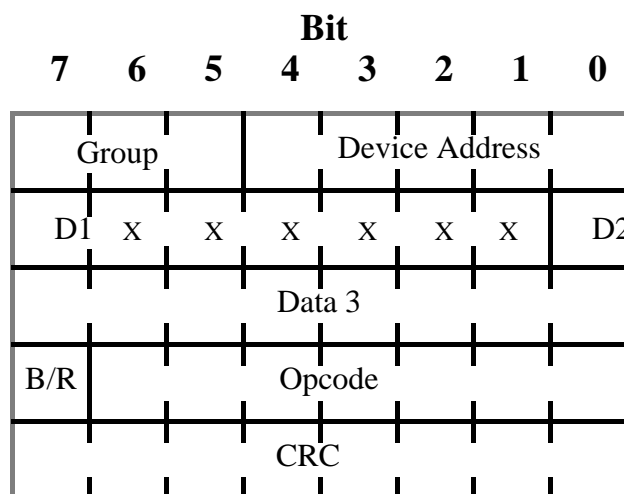 Bit
7 6 5 4 3 2 1 0
Group Device Address
D1 X X X X X X D2
Data 3
B/R Opcode
CRC